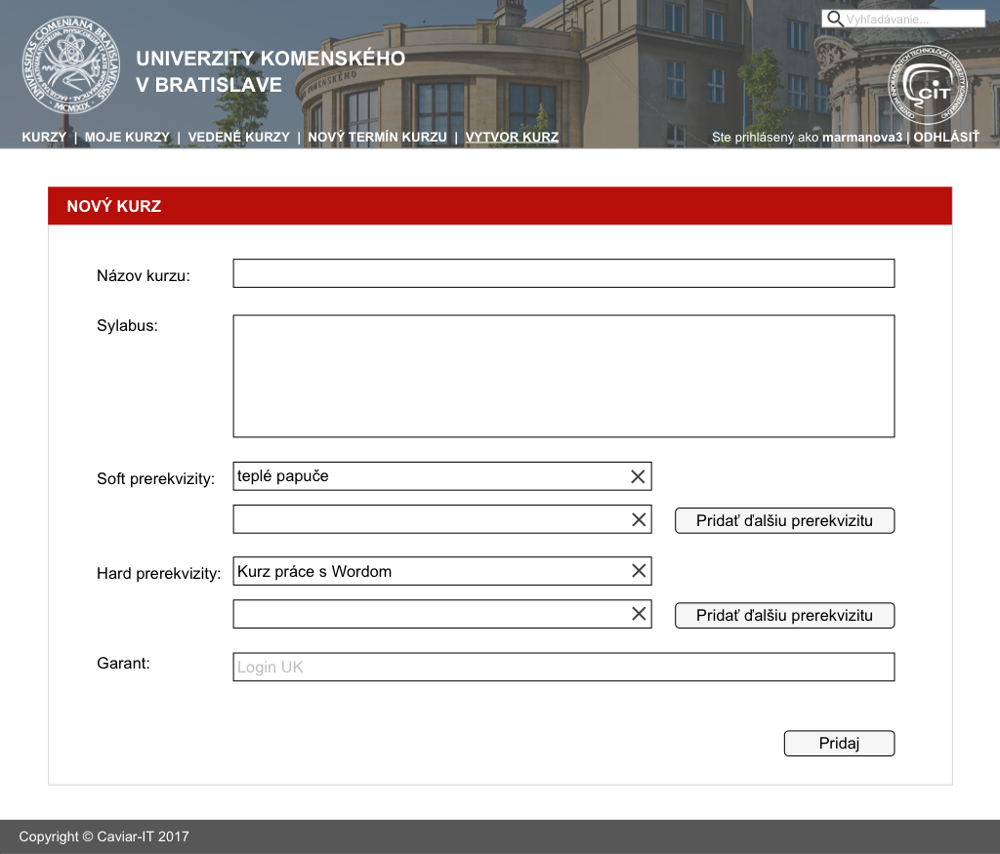 Vyhľadávanie...
UNIVERZITY KOMENSKÉHO
V BRATISLAVE
KOMENSKÉHO
CIT
KURZY | MOJE KURZY | VEDENÉ KURZY | NOVÝ TERMÍN KURZU | VYTVOR KURZ
Ste prihlásený ako marmanova3 | ODHLÁSIŤ
NOVÝ KURZ
Názov kurzu:
Sylabus:
Soft prerekvizity:
teplé papuče
Pridať ďalšiu prerekvizitu
Hard prerekvizity:
Kurz práce s Wordom
Pridať ďalšiu prerekvizitu
Garant:
Login UK
Pridaj
Copyright © Caviar-IT 2017